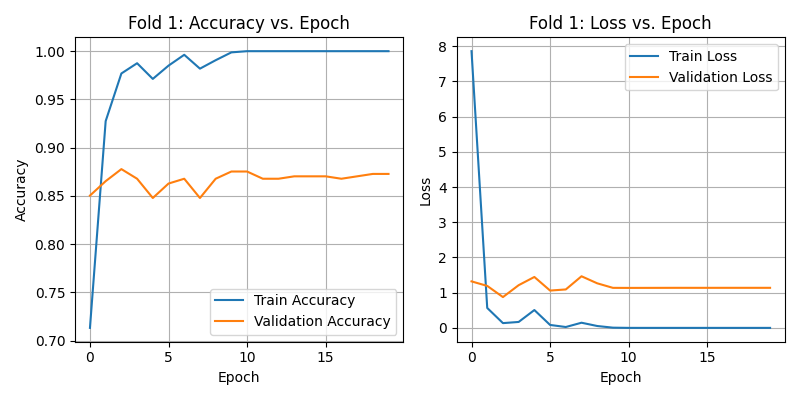 Fold 1: Accuracy vs. Epoch
1.00
0.95
0.90
0.85
0.80
0.75
0.70
Accuracy
0
5
10
15
Epoch
Train Accuracy
Validation Accuracy
Fold 1: Loss vs. Epoch
8
7
6
5
4
3
2
1
0
Loss
0
5
10
15
Epoch
Train Loss
Validation Loss